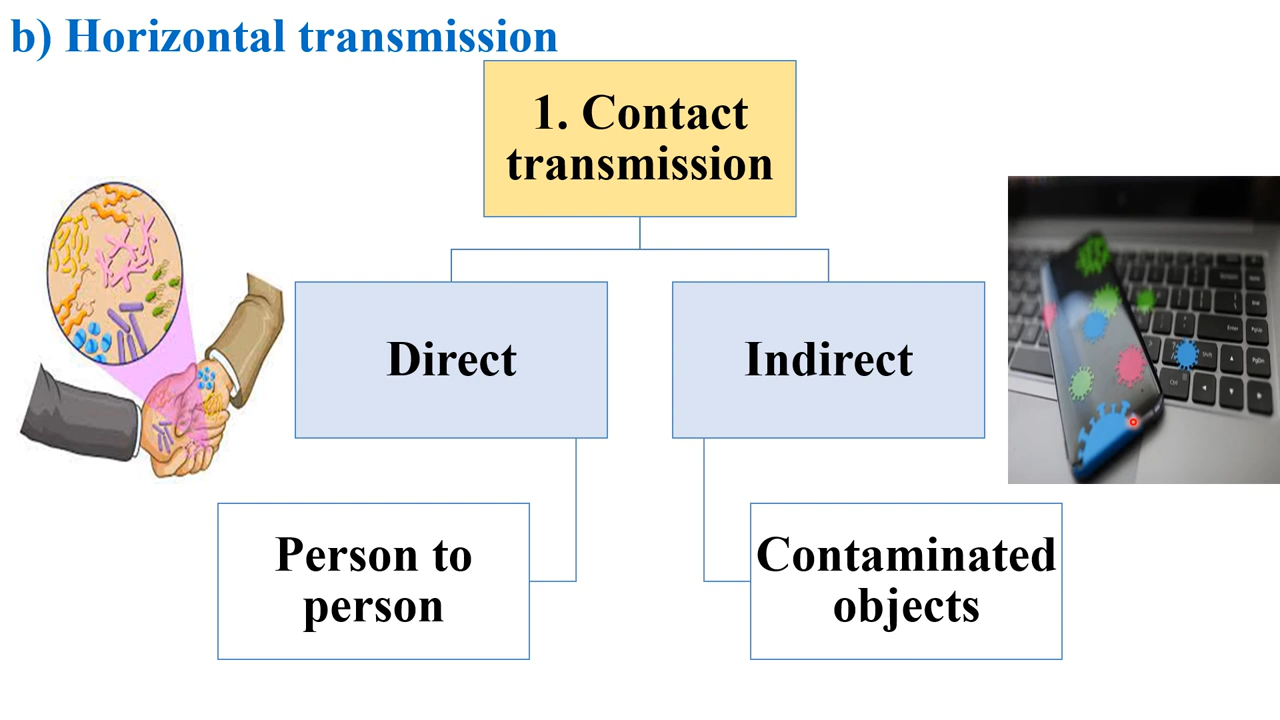 b) Horizontal transmission
1. Contact
transmission
Direct
Indirect
Person to
person
Contaminated
objects